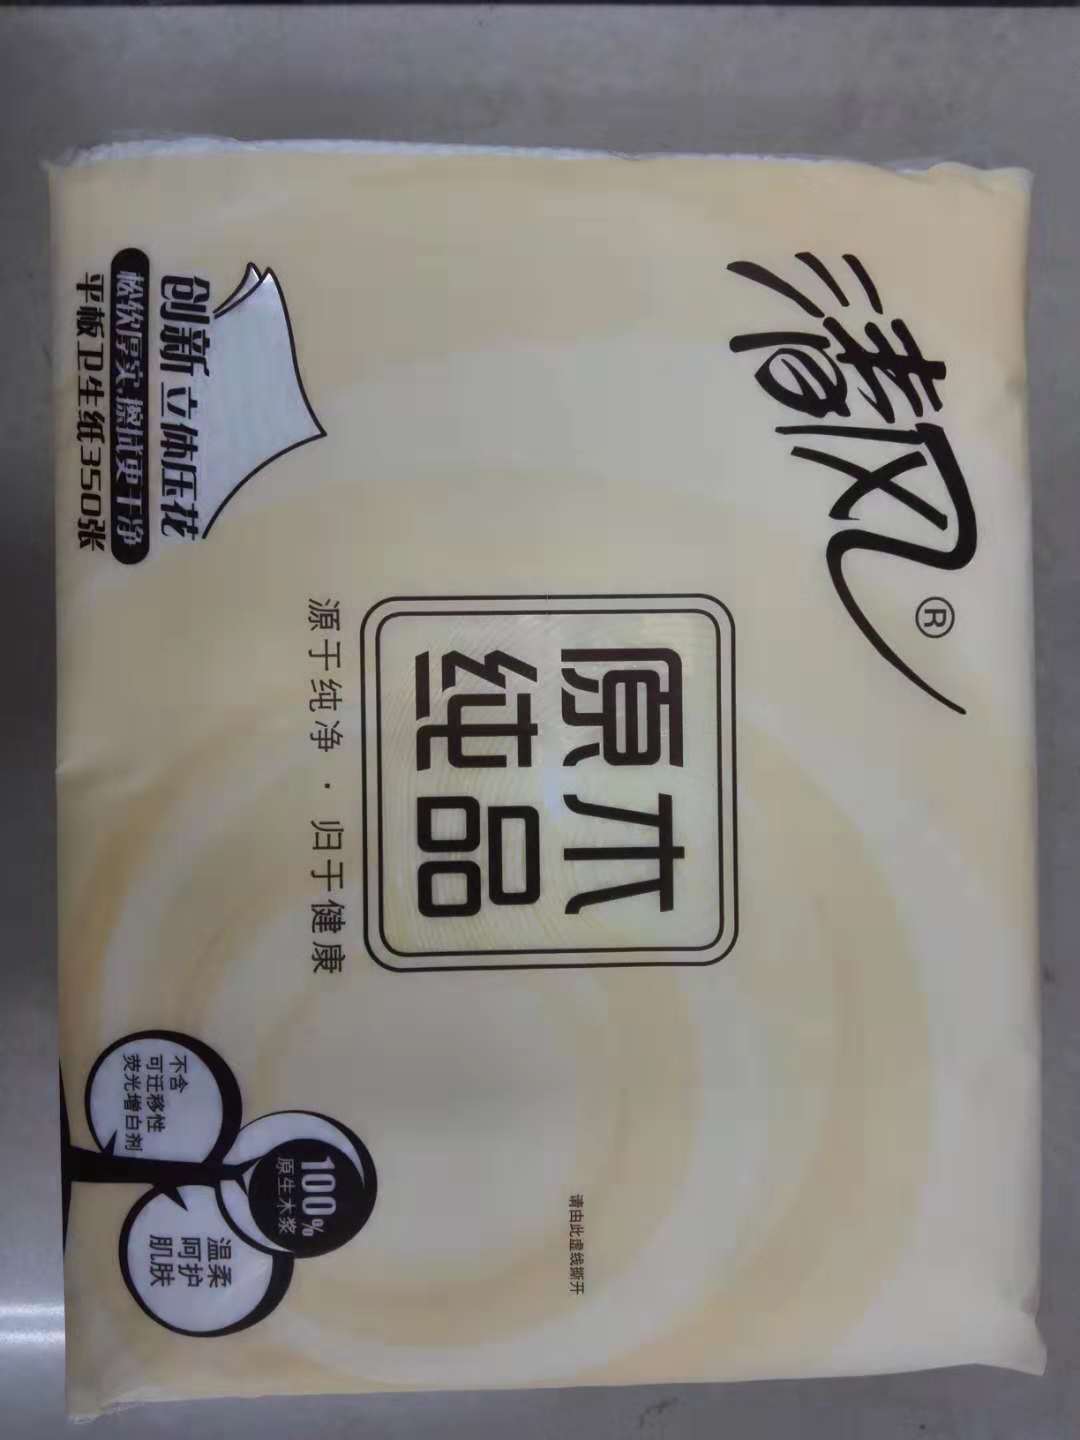 清风®
原木
纯品
源于纯净·归于健康
创新立体压花
松软厚实,擦拭更干净
平板卫生纸350张
请由此虚线撕开
100%
原生木浆
不含
可迁移性
荧光增白剂
温柔
呵护
肌肤